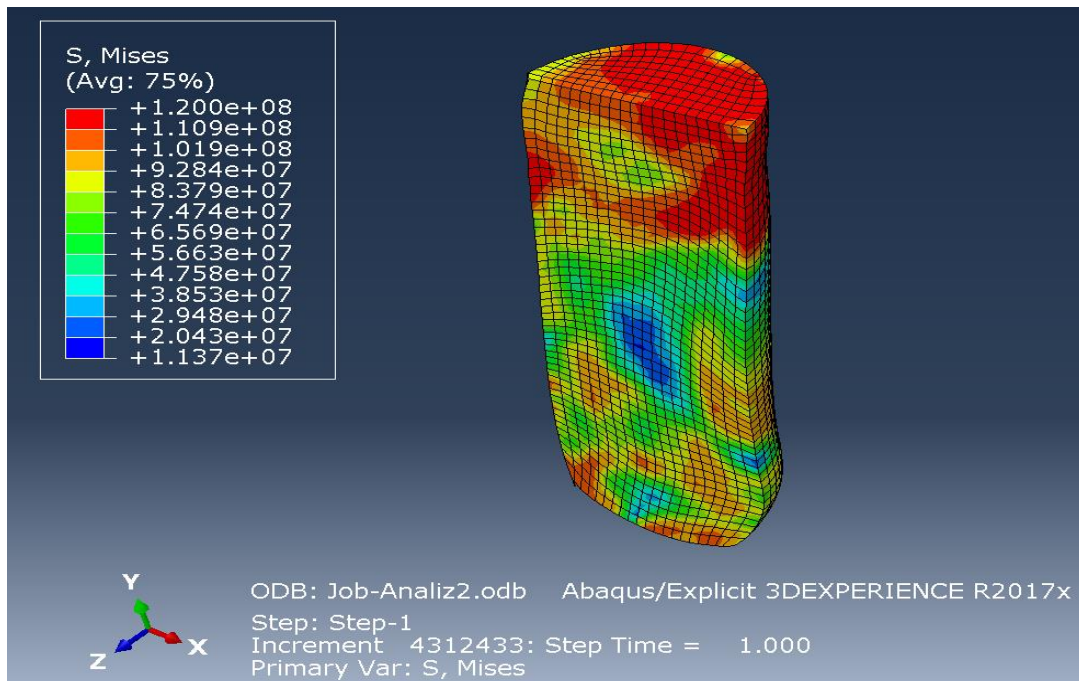 S, Mises
(Avg: 75%)
+1.200e+08
+1.109e+08
+1.019e+08
+9.284e+07
+8.379e+07
+7.474e+07
+6.569e+07
+5.663e+07
+4.758e+07
+3.853e+07
+2.948e+07
+2.043e+07
+1.137e+07
Y
Z
X
ODB: Job-Analiz2.odb Abaqus/Explicit 3DEXPERIENCE R2017x
Step: Step-1
Increment 4312433: Step Time = 1.000
Primary Var: S, Mises